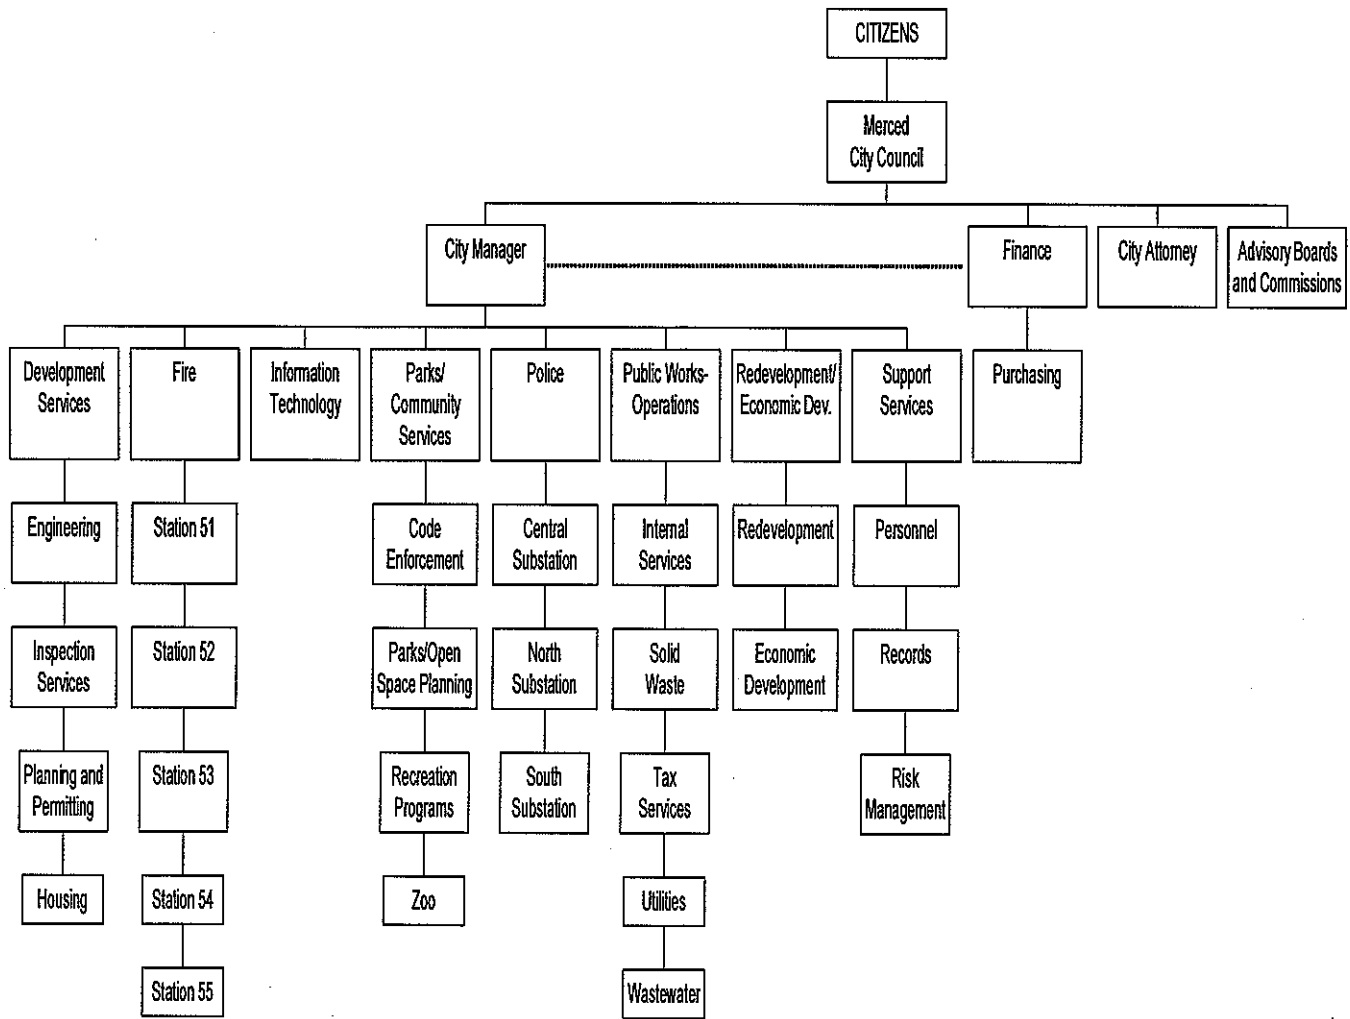 CITIZENS
Merced
City Council
City Manager
Finance
City Attorney
Advisory Boards
and Commissions
Development
Services
Fire
Information
Technology
Parks/
Community
Services
Police
Public Works-
Operations
Redevelopment/
Economic Dev.
Support
Services
Purchasing
Engineering
Station 51
Code
Enforcement
Central
Substation
Internal
Services
Redevelopment
Personnel
Inspection
Services
Station 52
Parks/Open
Space Planning
North
Substation
Solid
Waste
Economic
Development
Records
Planning and
Permitting
Station 53
Recreation
Programs
South
Substation
Tax
Services
Risk
Management
Housing
Station 54
Zoo
Utilities
Station 55
Wastewater